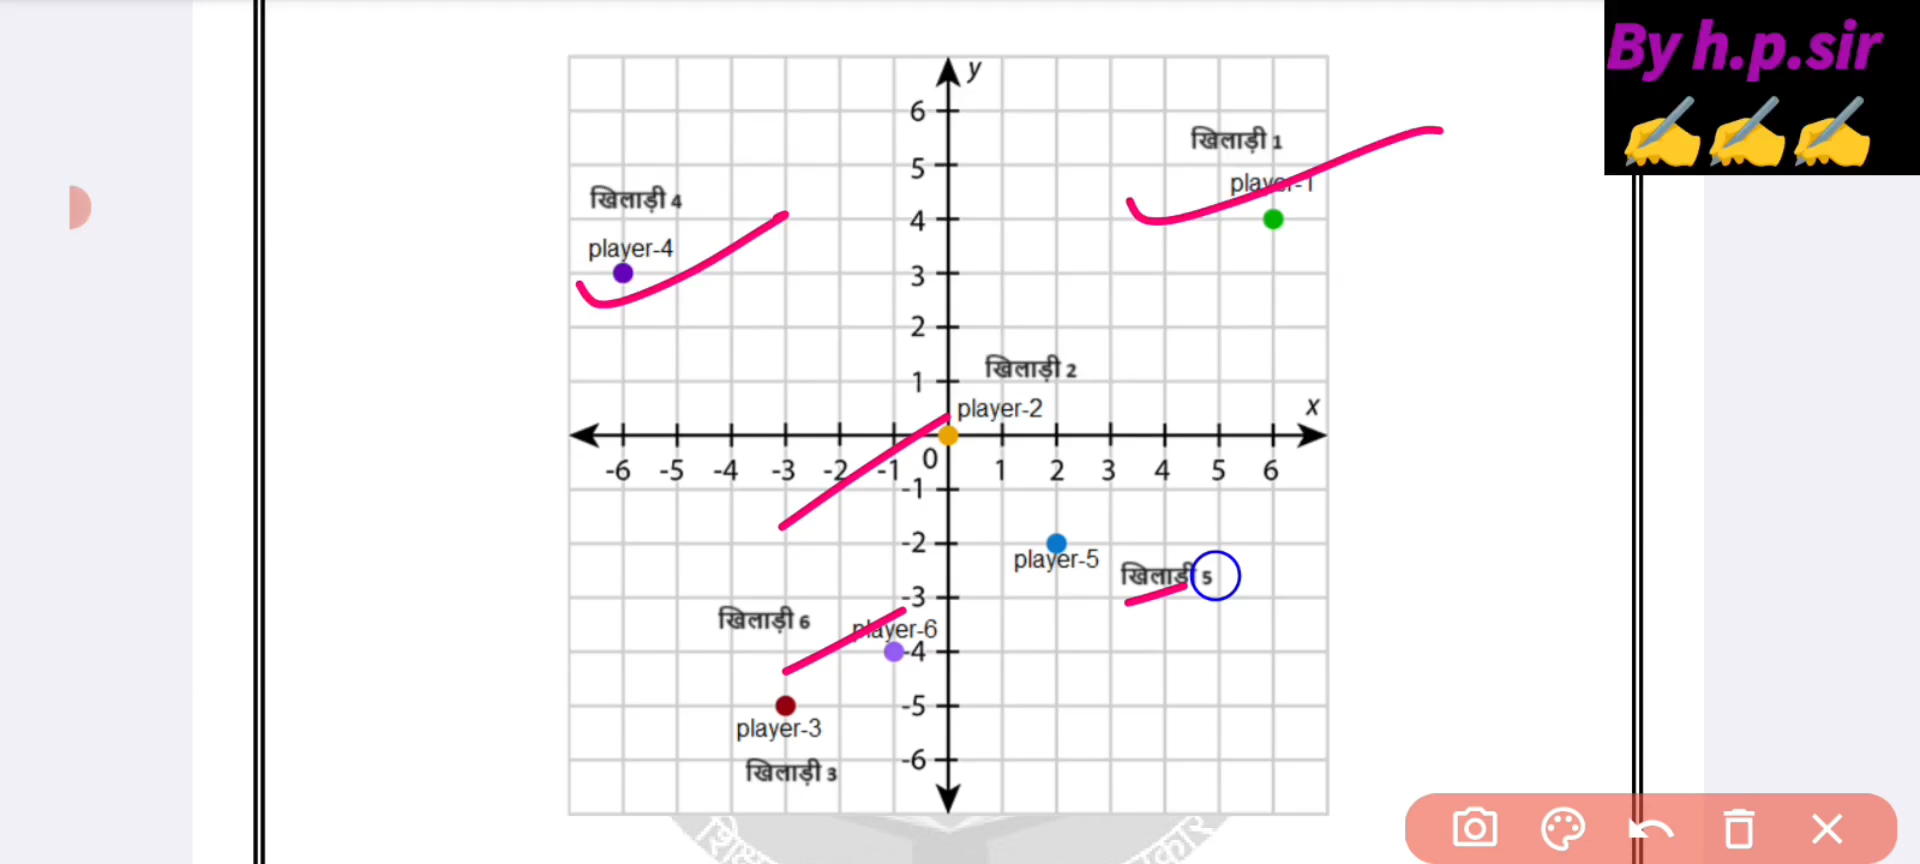 By h.p.sir
y
6
खिलाड़ी 1
5
player-1
खिलाड़ी 4
4
player-4
3
2
खिलाड़ी 2
1
player-2
x
0
-6 -5 -4 -3 -2 -1 1 2 3 4 5 6
-1
-2
player-5
खिलाड़ी 5
-3
खिलाड़ी 6
player-6
-4
-5
player-3
-6
खिलाड़ी 3